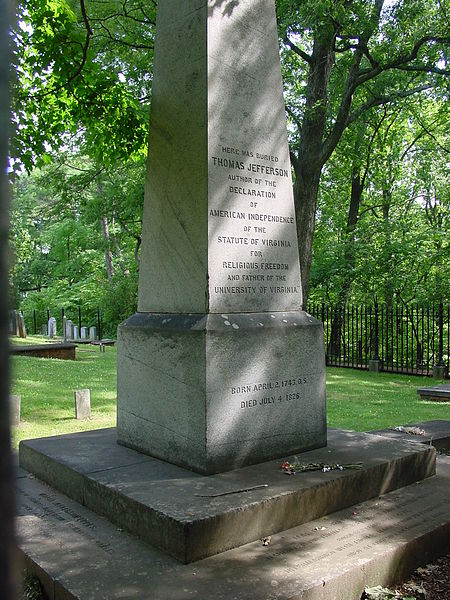 HERE WAS BURIED
THOMAS JEFFERSON
AUTHOR OF THE
DECLARATION
OF
AMERICAN INDEPENDENCE
OF THE
STATUTE OF VIRGINIA
FOR
RELIGIOUS FREEDOM
AND FATHER OF THE
UNIVERSITY OF VIRGINIA
BORN APRIL 2. 1743. O.S.
DIED JULY 4. 1826.